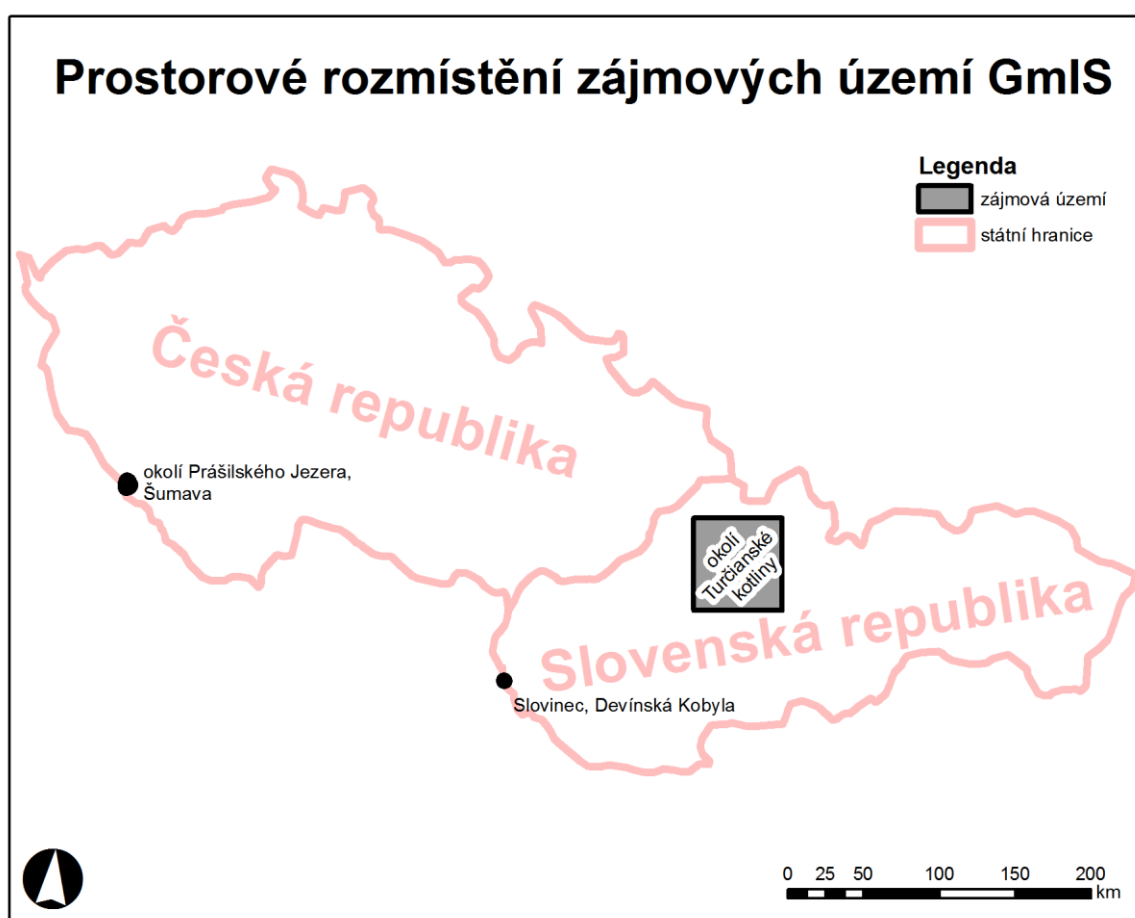 Prostorové rozmístění zájmových území GmIS
Legenda
zájmová území
státní hranice
Česká republika
okolí Prášilského Jezera,
Šumava
okolí
Turčianské
kotliny
Slovenská republika
Slovinec, Devínská Kobyla
0 25 50 100 150 200
km